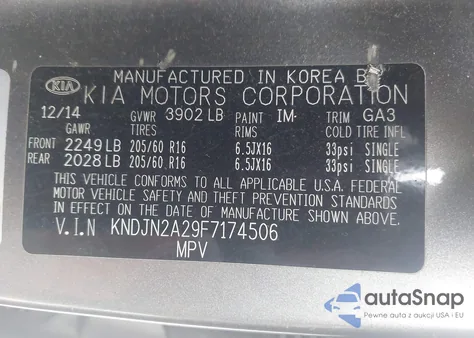 MANUFACTURED IN KOREA BY
KIA KIA MOTORS CORPORATION
12/14 GVWR 3902 LB PAINT IM TRIM GA3
GAWR TIRES RIMS COLD TIRE INFL
FRONT 2249 LB 205/60 R16 6.5JX16 33psi SINGLE
REAR 2028 LB 205/60 R16 6.5JX16 33psi SINGLE
THIS VEHICLE CONFORMS TO ALL APPLICABLE U.S.A. FEDERAL
MOTOR VEHICLE SAFETY AND THEFT PREVENTION STANDARDS
IN EFFECT ON THE DATE OF MANUFACTURE SHOWN ABOVE.
V.I.N KNDJN2A29F7174506
MPV
autoSnap
Pewne auta z aukcji USA i EU